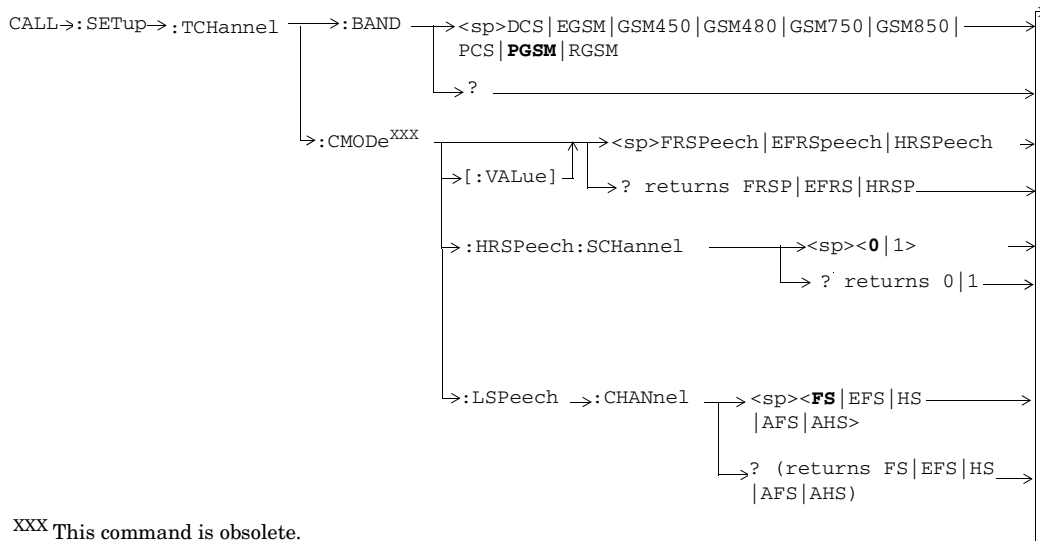 CALL :SETup :TCHannel :BAND <sp>DCS|EGSM|GSM450|GSM480|GSM750|GSM850|
PCS|PGSM|RGSM
?
:CMODeXXX <sp>FRSPeech|EFRSpeech|HRSPeech
[:VALue]
? returns FRSP|EFRS|HRSP
:HRSPeech:SCHannel <sp><0|1>
? returns 0|1
:LSPeech :CHANnel <sp><FS|EFS|HS
|AFS|AHS>
? (returns FS|EFS|HS
|AFS|AHS)
XXX This command is obsolete.